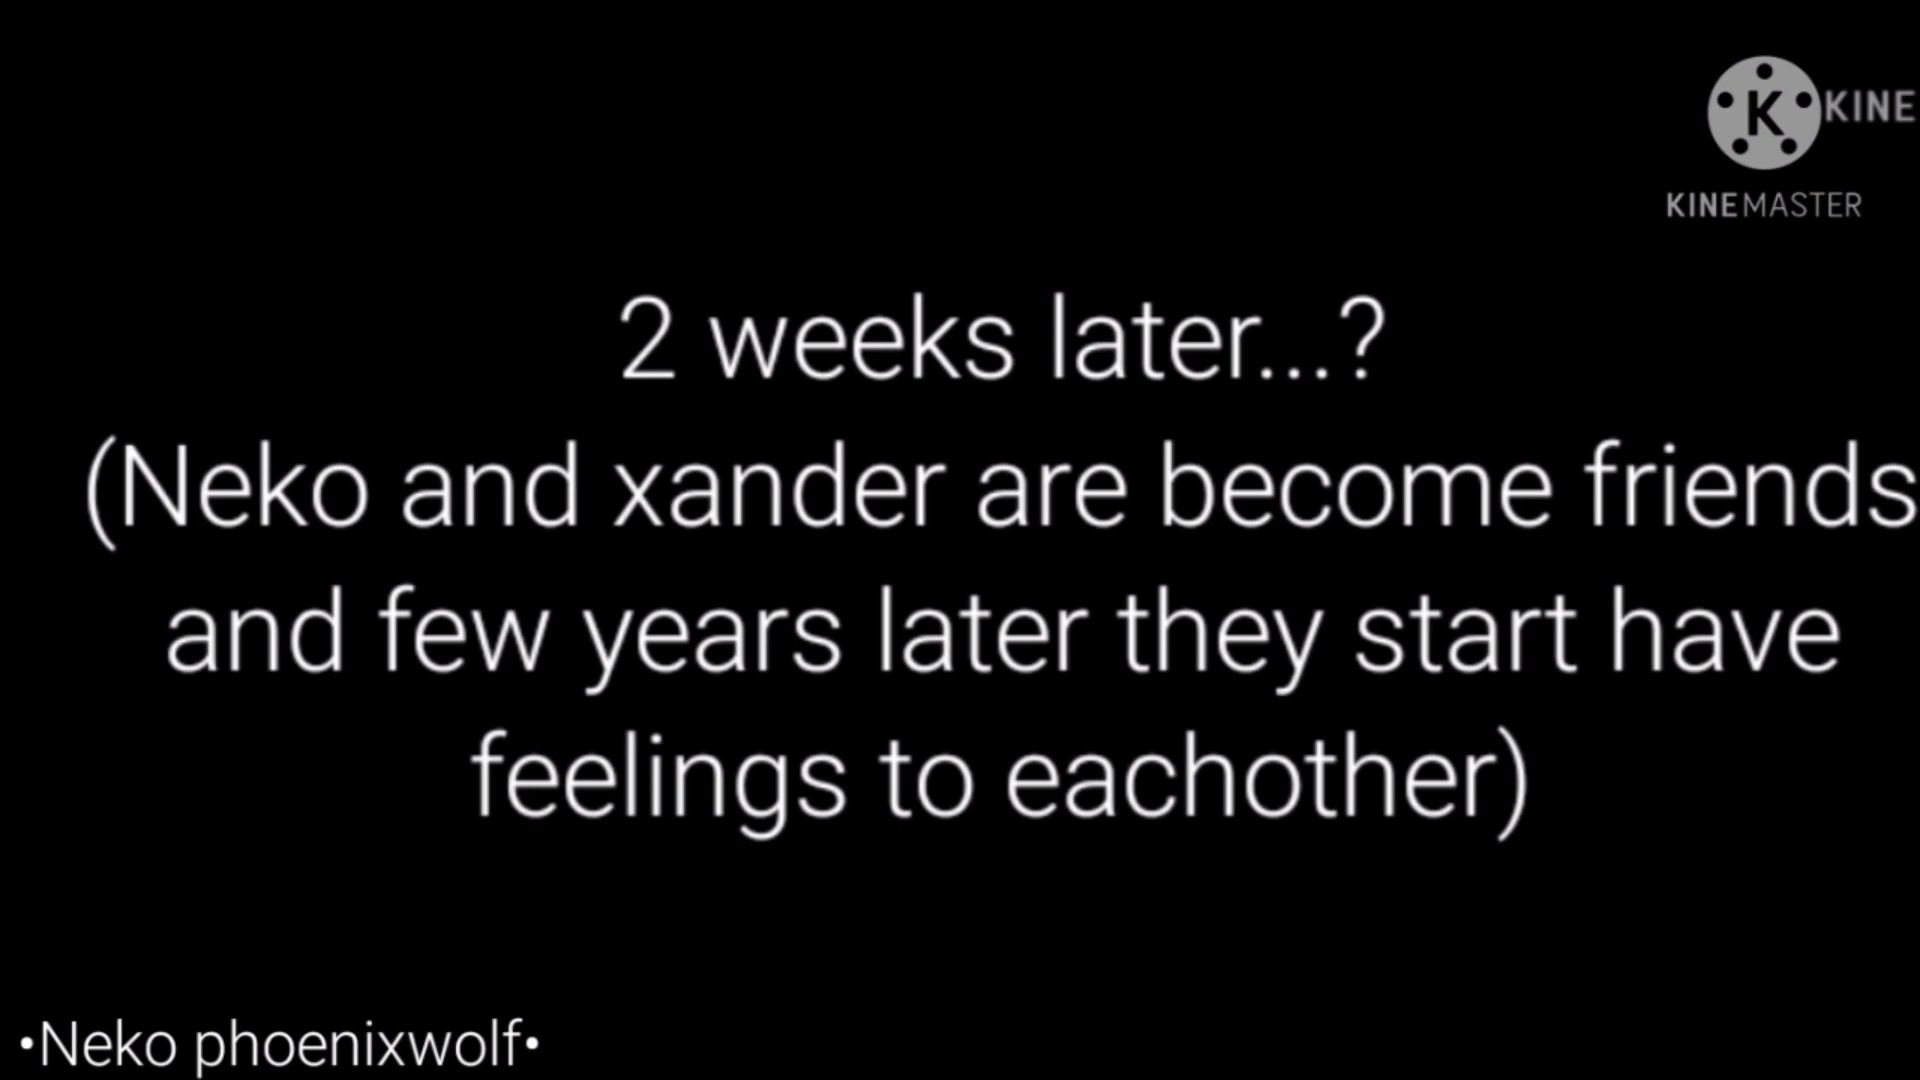 K KINE
KINEMASTER
2 weeks later...?
(Neko and xander are become friends
and few years later they start have
feelings to eachother)
•Neko phoenixwolf•